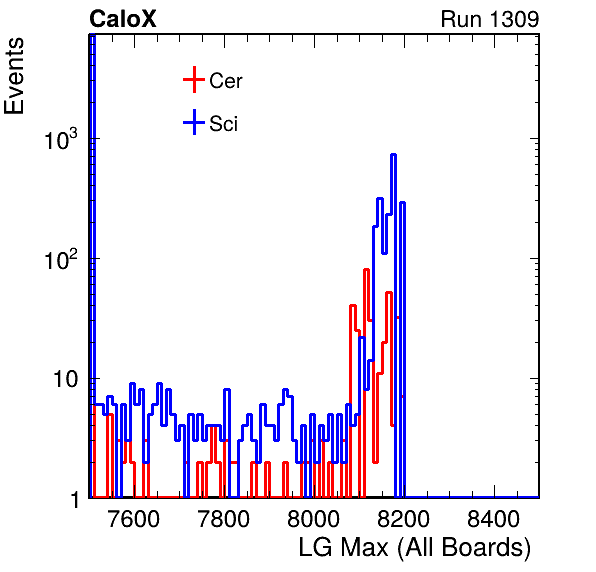 CaloX Run 1309
Events
Cer
Sci
10³
10²
10
1
7600 7800 8000 8200 8400
LG Max (All Boards)